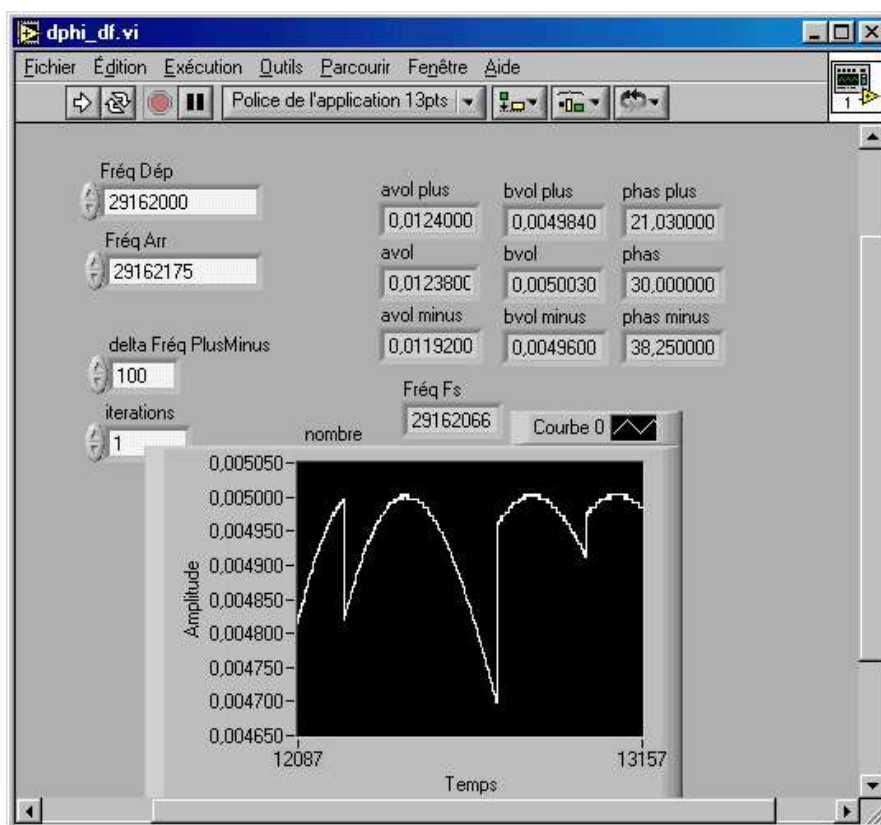 dphi_df.vi
Fichier Édition Exécution Outils Parcourir Fenêtre Aide
Police de l'application 13pts
1
Fréq Dép
29162000
Fréq Arr
29162175
delta Fréq PlusMinus
100
iterations
1
avol plus bvol plus phas plus
0,0124000 0,0049840 21,030000
avol bvol phas
0,0123800 0,0050030 30,000000
avol minus bvol minus phas minus
0,0119200 0,0049600 38,250000
Fréq Fs
29162066
Courbe 0
nombre
0,005050
0,005000
0,004950
0,004900
0,004850
0,004800
0,004750
0,004700
0,004650
Amplitude
12087 13157
Temps